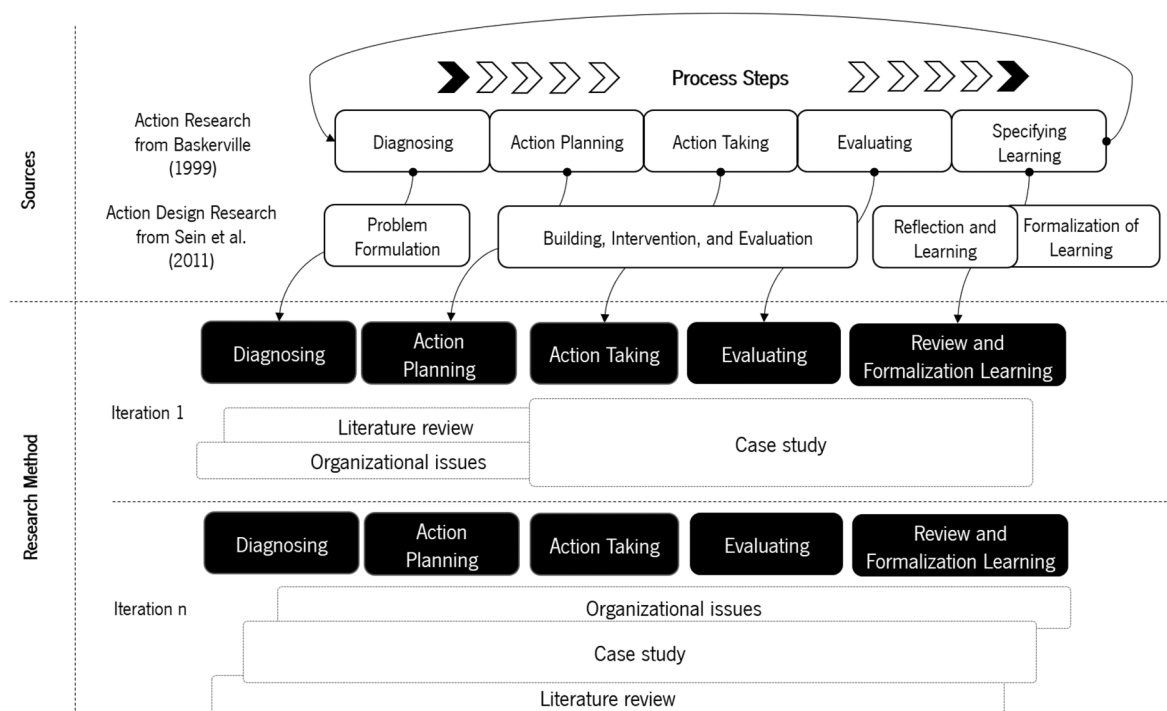 Process Steps
Sources
Action Research
from Baskerville
(1999)
Diagnosing
Action Planning
Action Taking
Evaluating
Specifying
Learning
Action Design Research
from Sein et al.
(2011)
Problem
Formulation
Building, Intervention, and Evaluation
Reflection and
Learning
Formalization of
Learning
Research Method
Diagnosing
Action
Planning
Action Taking
Evaluating
Review and
Formalization Learning
Iteration 1
Literature review
Organizational issues
Case study
Diagnosing
Action
Planning
Action Taking
Evaluating
Review and
Formalization Learning
Iteration n
Organizational issues
Case study
Literature review